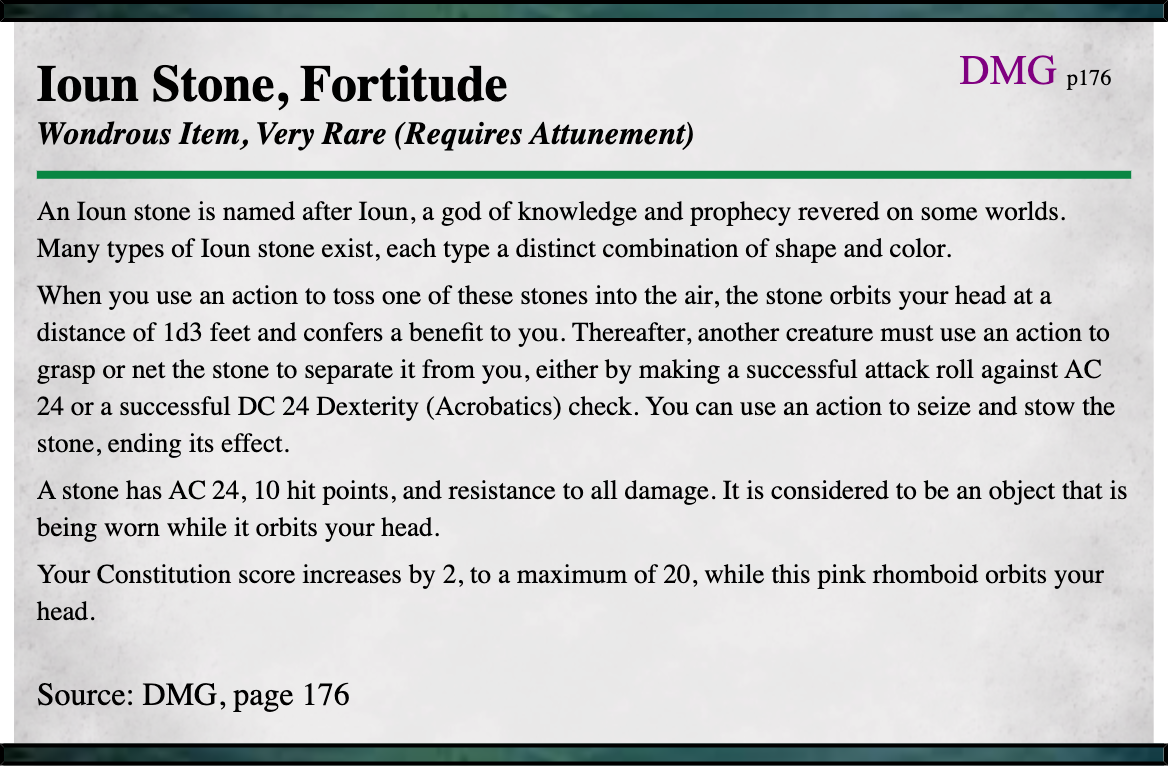 Ioun Stone, Fortitude
DMG p176
Wondrous Item, Very Rare (Requires Attunement)
An Ioun stone is named after Ioun, a god of knowledge and prophecy revered on some worlds.
Many types of Ioun stone exist, each type a distinct combination of shape and color.
When you use an action to toss one of these stones into the air, the stone orbits your head at a
distance of 1d3 feet and confers a benefit to you. Thereafter, another creature must use an action to
grasp or net the stone to separate it from you, either by making a successful attack roll against AC
24 or a successful DC 24 Dexterity (Acrobatics) check. You can use an action to seize and stow the
stone, ending its effect.
A stone has AC 24, 10 hit points, and resistance to all damage. It is considered to be an object that is
being worn while it orbits your head.
Your Constitution score increases by 2, to a maximum of 20, while this pink rhomboid orbits your
head.
Source: DMG, page 176